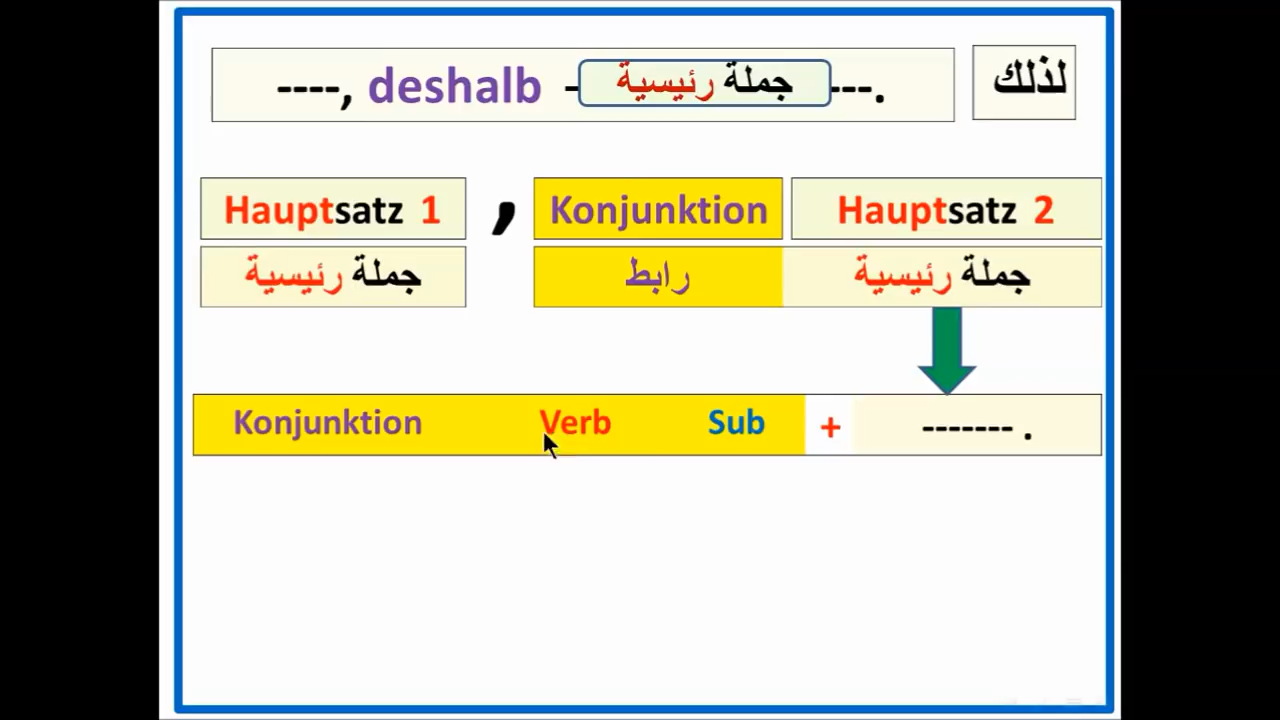 ----, deshalb - جملة رئيسية ---. لذلك
Hauptsatz 1 , Konjunktion Hauptsatz 2
جملة رئيسية رابط جملة رئيسية
Konjunktion Verb Sub + ------- .